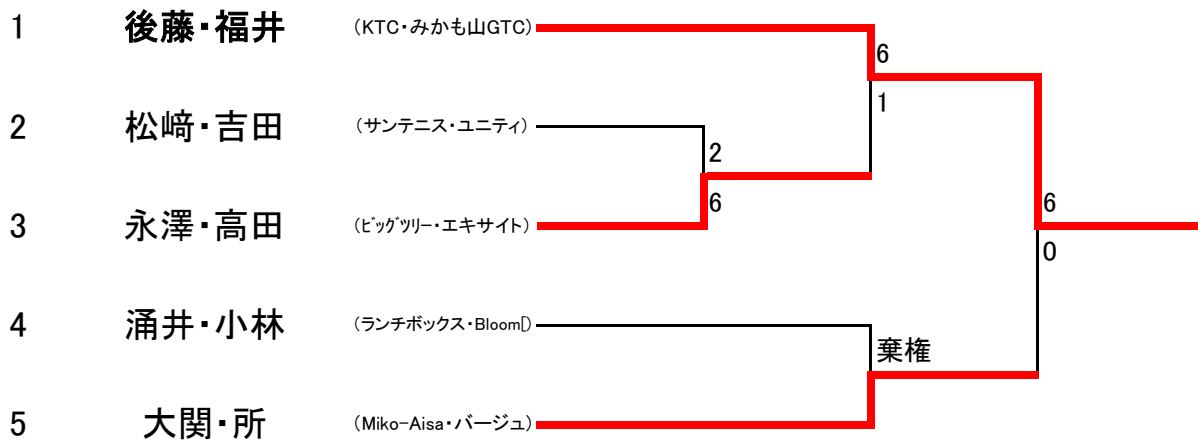 1 後藤・福井 (KTC・みかも山GTC)
6
1
2 松﨑・吉田 (サンテニス・ユニティ)
2
6
3 永澤・高田 (ﾋﾞｯｸﾞﾂﾘｰ・エキサイト)
6
0
4 涌井・小林 (ランチボックス・Bloom[)
棄権
5 大関・所 (Miko-Aisa・バージュ)